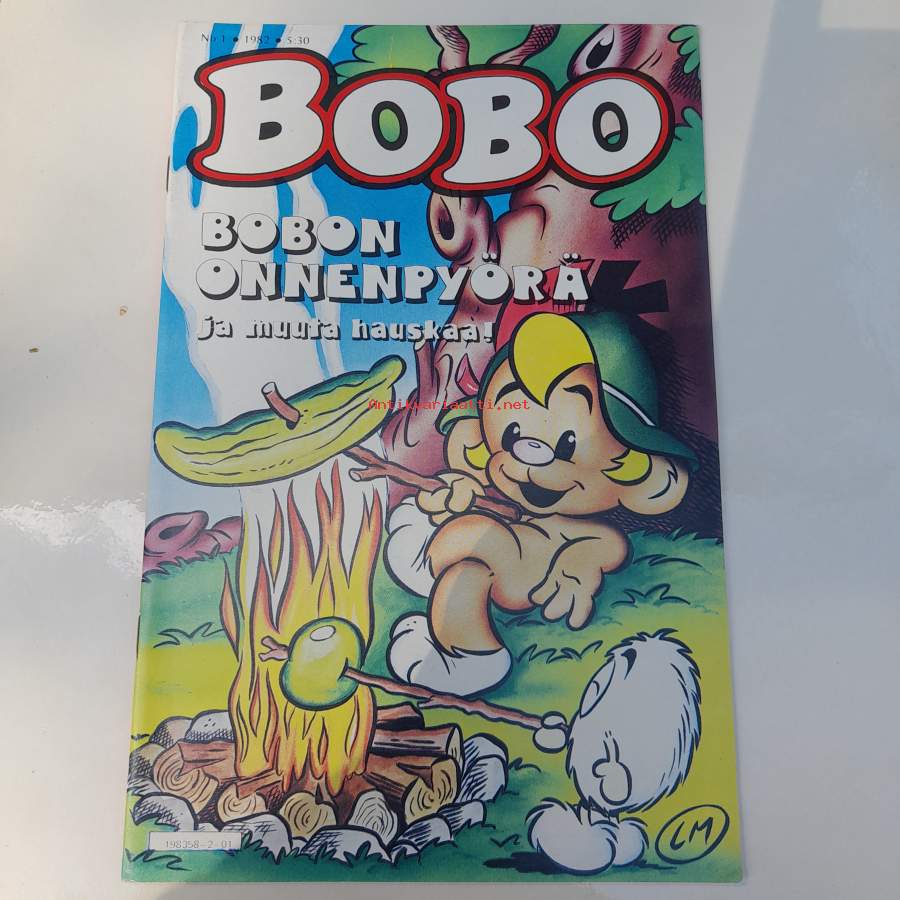 No 1 • 1982 • 5:30
BOBO
BOBON
ONNENPYÖRÄ
ja muuta hauskaa!
Antikvariaatti.net
198358-2-01
LM